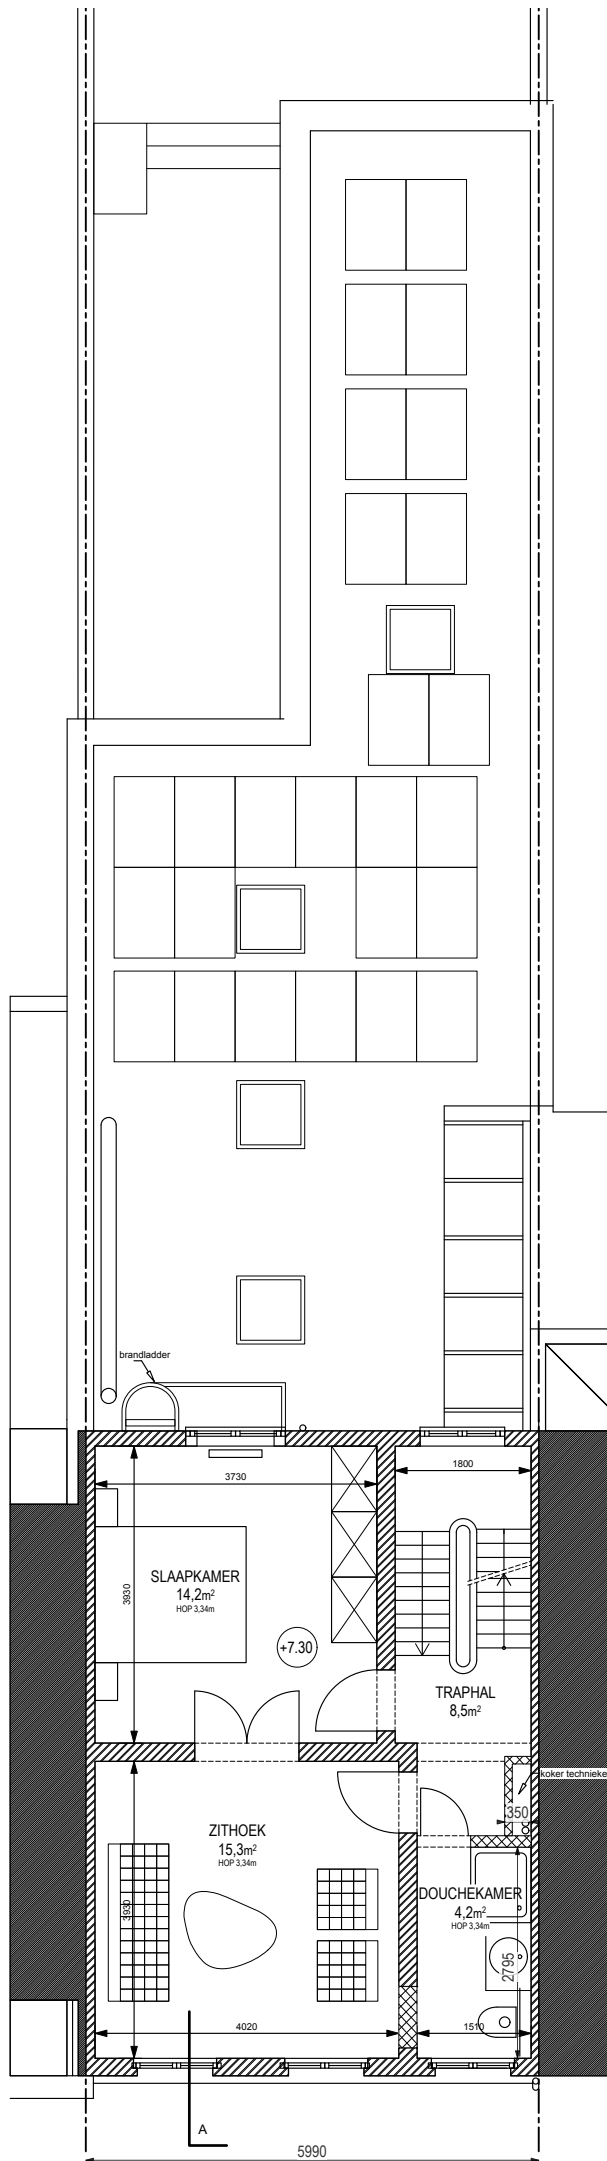 brandladder
3730
1800
3930
SLAAPKAMER
14,2m²
HOP 3,34m
+7.30
TRAPHAL
8,5m²
koker technieke
350
ZITHOEK
15,3m²
HOP 3,34m
3930
DOUCHEKAMER
4,2m²
HOP 3,34m
2795
4020
1510
A
5990